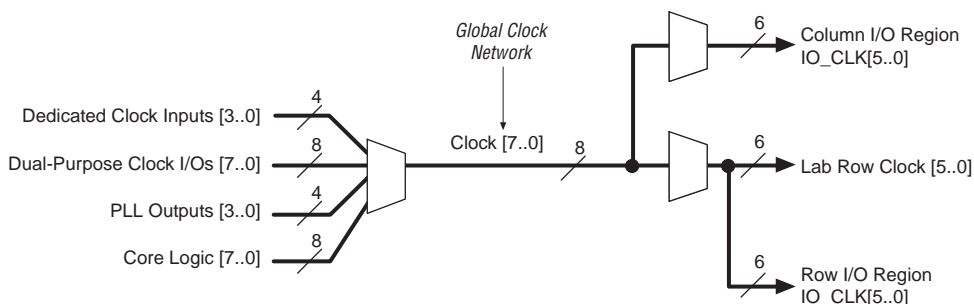 Global Clock
Network
6
Column I/O Region
IO_CLK[5..0]
4
Dedicated Clock Inputs [3..0]
Clock [7..0]
8
Dual-Purpose Clock I/Os [7..0]
8
6
Lab Row Clock [5..0]
4
PLL Outputs [3..0]
8
Core Logic [7..0]
6
Row I/O Region
IO_CLK[5..0]